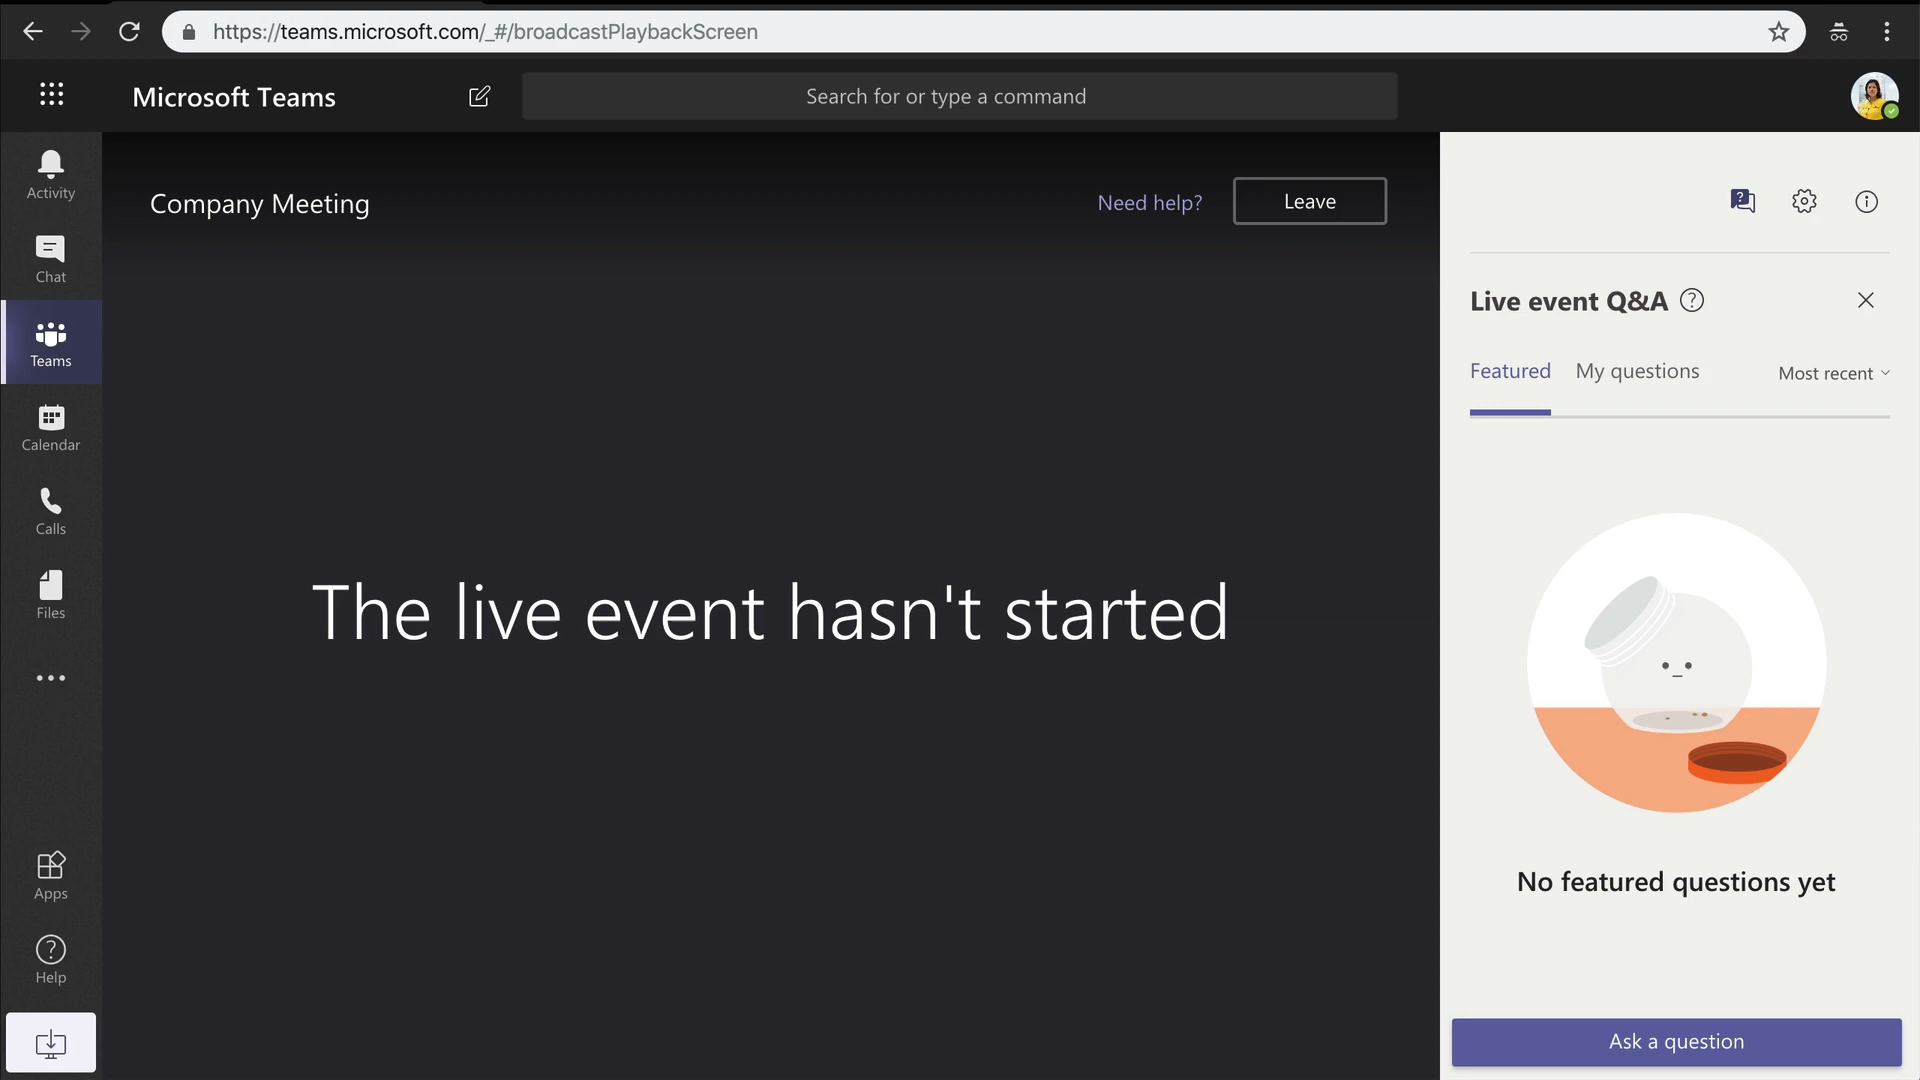 https://teams.microsoft.com/_#/broadcastPlaybackScreen
Microsoft Teams
Search for or type a command
Activity
Chat
Teams
Calendar
Calls
Files
Apps
Help
Company Meeting
Need help?
Leave
The live event hasn't started
Live event Q&A
Featured
My questions
Most recent
No featured questions yet
Ask a question